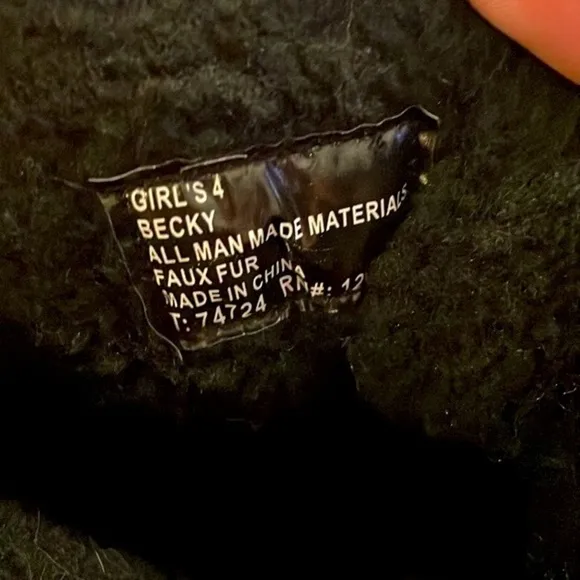 GIRL'S 4
BECKY
ALL MAN MADE MATERIALS
FAUX FUR
MADE IN CHINA
T: 74724 RN#: 12